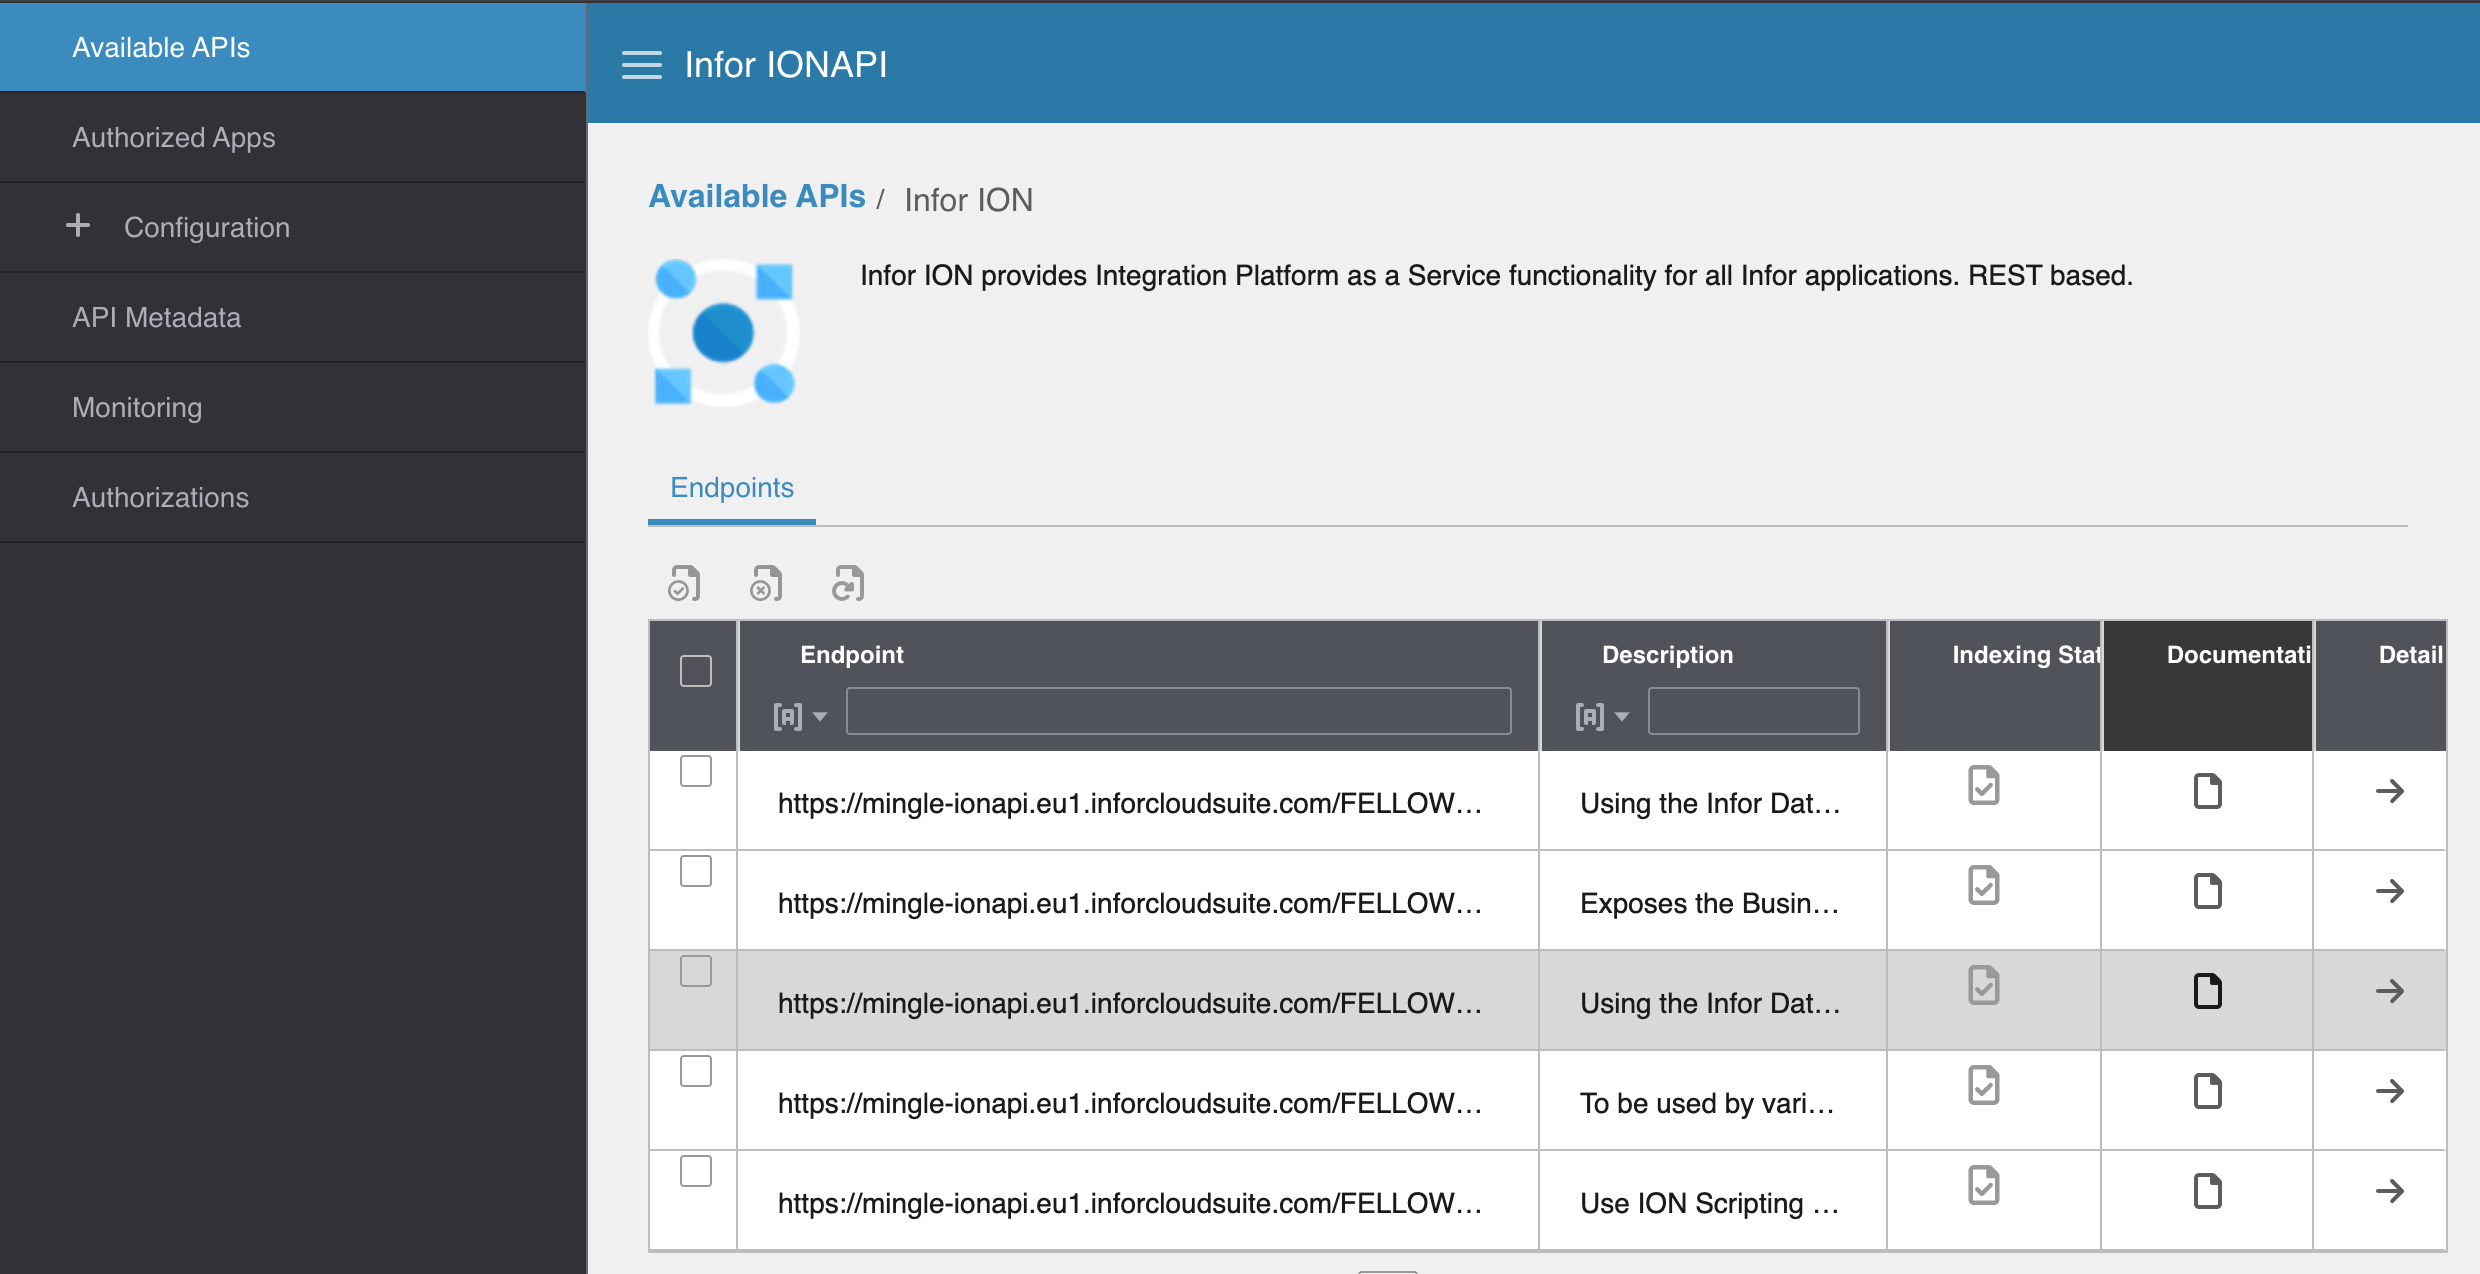 Available APIs
Authorized Apps
Configuration
API Metadata
Monitoring
Authorizations
Infor IONAPI
Available APIs / Infor ION
Infor ION provides Integration Platform as a Service functionality for all Infor applications. REST based.
Endpoints
Endpoint Description Indexing Stat Documentati Detail
https://mingle-ionapi.eu1.inforcloudsuite.com/FELLOW... Using the Infor Dat...
https://mingle-ionapi.eu1.inforcloudsuite.com/FELLOW... Exposes the Busin...
https://mingle-ionapi.eu1.inforcloudsuite.com/FELLOW... Using the Infor Dat...
https://mingle-ionapi.eu1.inforcloudsuite.com/FELLOW... To be used by vari...
https://mingle-ionapi.eu1.inforcloudsuite.com/FELLOW... Use ION Scripting ...